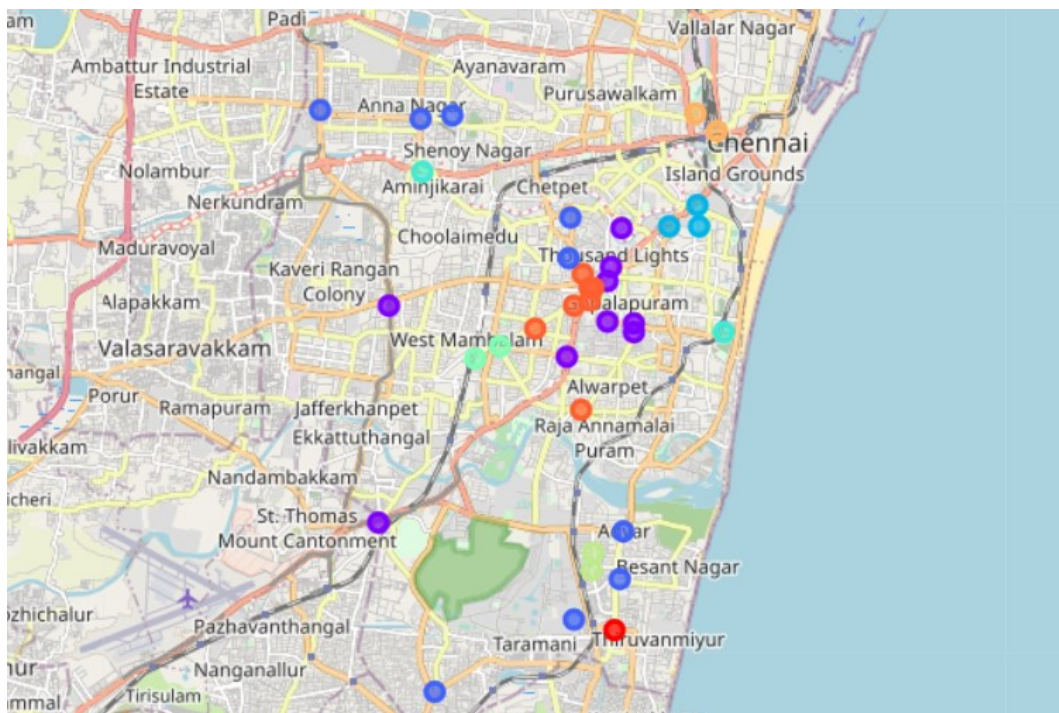 Padi
Vallalar Nagar
Ambattur Industrial
Estate
Ayanavaram
Purusawalkam
Anna Nagar
Chennai
Shenoy Nagar
Nolambur
Aminjikarai
Chetpet
Island Grounds
Nerkundram
Choolaimedu
Maduravoyal
Thousand Lights
Kaveri Rangan
Colony
Alapakkam
West Mambalam
Valasaravakkam
Alwarpet
Porur
Ramapuram
Jafferkhanpet
Raja Annamalai
Puram
Ekkattuthangal
Nandambakkam
St. Thomas
Mount Cantonment
Besant Nagar
Pazhavanthangal
Taramani
Thiruvanmiyur
Nanganallur
Tirisulam